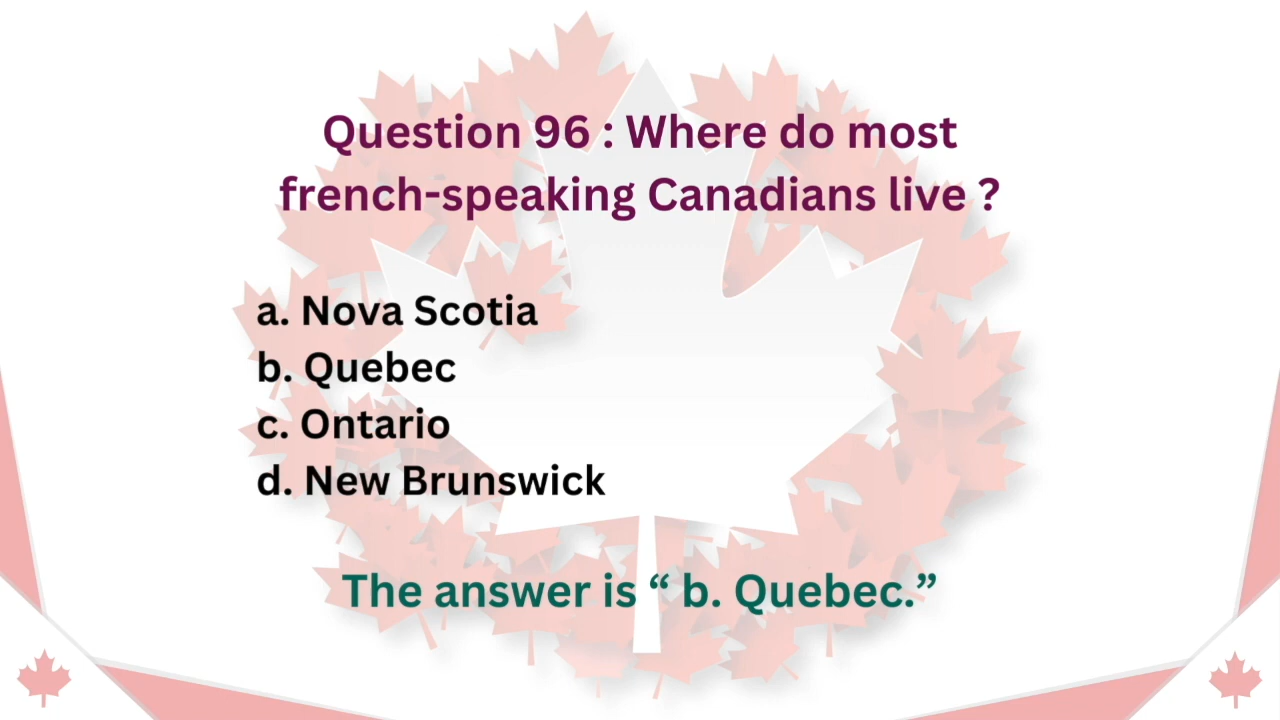 Question 96 : Where do most
french-speaking Canadians live ?
a. Nova Scotia
b. Quebec
c. Ontario
d. New Brunswick
The answer is “ b. Quebec.”